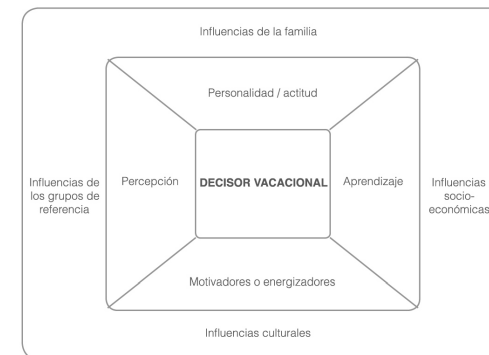 Influencias de la familia
Personalidad / actitud
Influencias de
los grupos de
referencia
Percepción
DECISOR VACACIONAL
Aprendizaje
Influencias
socio-
económicas
Motivadores o energizadores
Influencias culturales